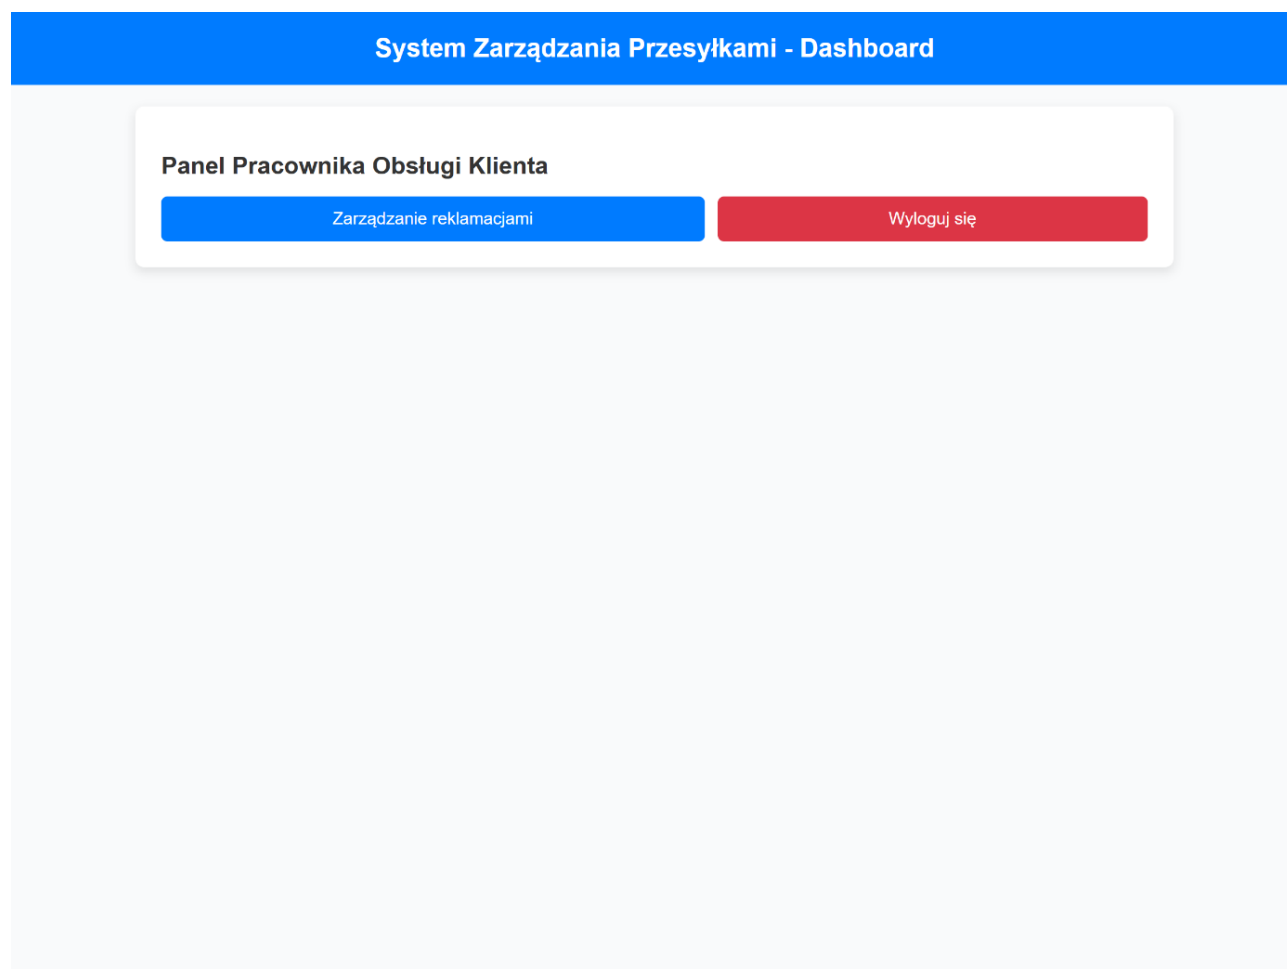 System Zarządzania Przesyłkami - Dashboard
Panel Pracownika Obsługi Klienta
Zarządzanie reklamacjami
Wyloguj się